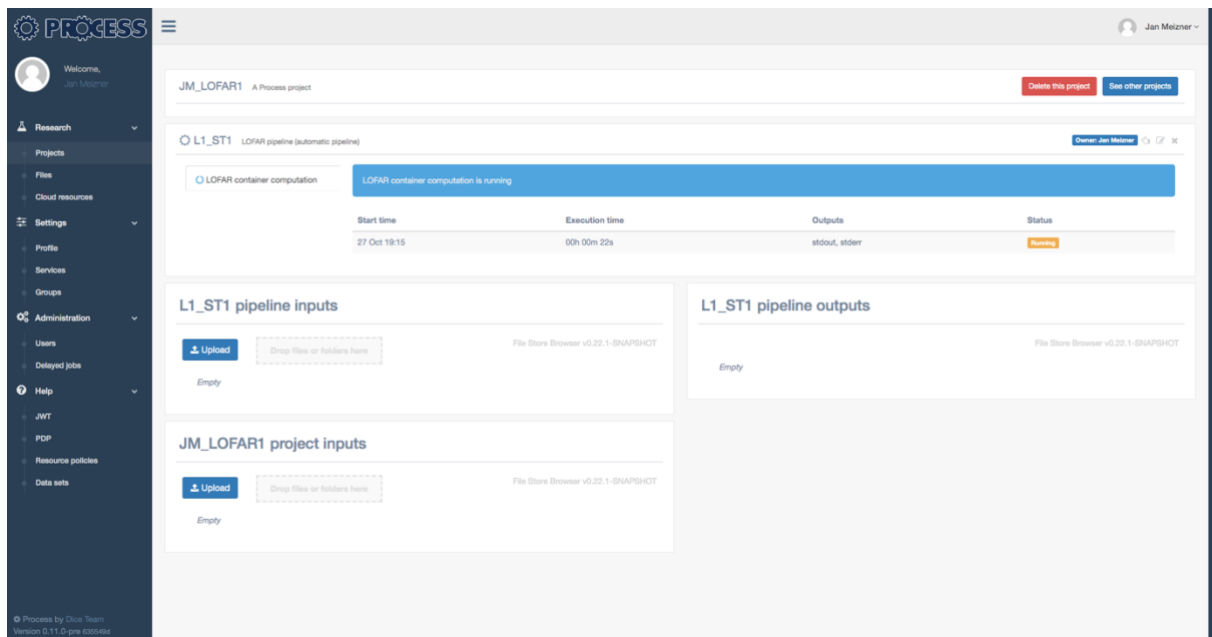 PROCESS
Jan Meizner
Welcome,
Jan Meizner
JM_LOFAR1 A Process project
Delete this project
See other projects
Research
Projects
Files
Cloud resources
Settings
Profile
Services
Groups
Administration
Users
Delayed jobs
Help
JWT
PDP
Resource policies
Data sets
L1_ST1 LOFAR pipeline (automatic pipeline)
Owner: Jan Meizner
LOFAR container computation
LOFAR container computation is running
Start time Execution time Outputs Status
27 Oct 19:15 00h 00m 22s stdout, stderr Running
L1_ST1 pipeline inputs
Upload
Drop files or folders here
File Store Browser v0.22.1-SNAPSHOT
Empty
L1_ST1 pipeline outputs
File Store Browser v0.22.1-SNAPSHOT
Empty
JM_LOFAR1 project inputs
Upload
Drop files or folders here
File Store Browser v0.22.1-SNAPSHOT
Empty
Process by Dice Team
Version 0.11.0-pre